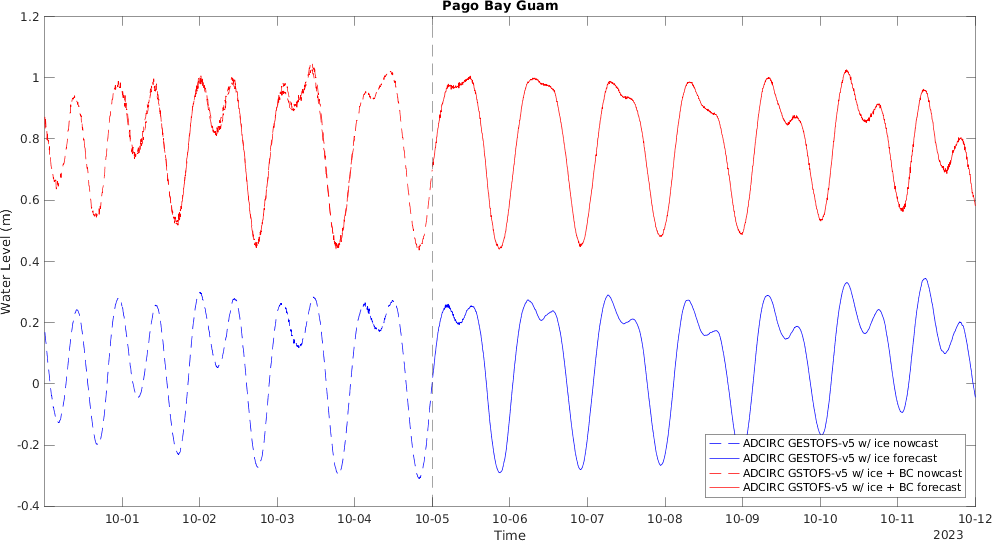 Pago Bay Guam
1.2
1
0.8
0.6
0.4
0.2
0
-0.2
-0.4
Water Level (m)
ADCIRC GESTOFS-v5 w/ ice nowcast
ADCIRC GESTOFS-v5 w/ ice forecast
ADCIRC GSTOFS-v5 w/ ice + BC nowcast
ADCIRC GSTOFS-v5 w/ ice + BC forecast
10-01 10-02 10-03 10-04 10-05 10-06 10-07 10-08 10-09 10-10 10-11 10-12
Time
2023